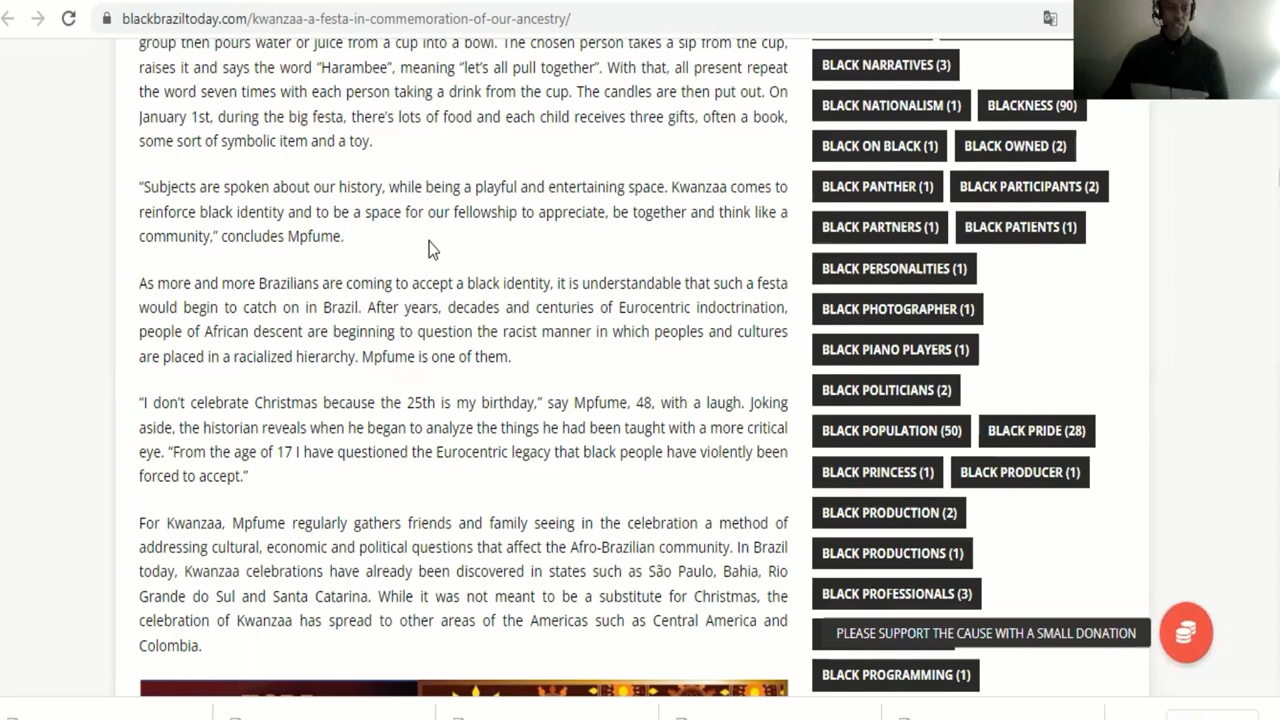 blackbraziltoday.com/kwanzaa-a-festa-in-commemoration-of-our-ancestry/
group then pours water or juice from a cup into a bowl. The chosen person takes a sip from the cup,
raises it and says the word “Harambee”, meaning “let’s all pull together”. With that, all present repeat
the word seven times with each person taking a drink from the cup. The candles are then put out. On
January 1st, during the big festa, there’s lots of food and each child receives three gifts, often a book,
some sort of symbolic item and a toy.
“Subjects are spoken about our history, while being a playful and entertaining space. Kwanzaa comes to
reinforce black identity and to be a space for our fellowship to appreciate, be together and think like a
community,” concludes Mpfume.
As more and more Brazilians are coming to accept a black identity, it is understandable that such a festa
would begin to catch on in Brazil. After years, decades and centuries of Eurocentric indoctrination,
people of African descent are beginning to question the racist manner in which peoples and cultures
are placed in a racialized hierarchy. Mpfume is one of them.
“I don’t celebrate Christmas because the 25th is my birthday,” say Mpfume, 48, with a laugh. Joking
aside, the historian reveals when he began to analyze the things he had been taught with a more critical
eye. “From the age of 17 I have questioned the Eurocentric legacy that black people have violently been
forced to accept.”
For Kwanzaa, Mpfume regularly gathers friends and family seeing in the celebration a method of
addressing cultural, economic and political questions that affect the Afro-Brazilian community. In Brazil
today, Kwanzaa celebrations have already been discovered in states such as São Paulo, Bahia, Rio
Grande do Sul and Santa Catarina. While it was not meant to be a substitute for Christmas, the
celebration of Kwanzaa has spread to other areas of the Americas such as Central America and
Colombia.
BLACK NARRATIVES (3)
BLACK NATIONALISM (1) BLACKNESS (90)
BLACK ON BLACK (1) BLACK OWNED (2)
BLACK PANTHER (1) BLACK PARTICIPANTS (2)
BLACK PARTNERS (1) BLACK PATIENTS (1)
BLACK PERSONALITIES (1)
BLACK PHOTOGRAPHER (1)
BLACK PIANO PLAYERS (1)
BLACK POLITICIANS (2)
BLACK POPULATION (50) BLACK PRIDE (28)
BLACK PRINCESS (1) BLACK PRODUCER (1)
BLACK PRODUCTION (2)
BLACK PRODUCTIONS (1)
BLACK PROFESSIONALS (3)
PLEASE SUPPORT THE CAUSE WITH A SMALL DONATION
BLACK PROGRAMMING (1)